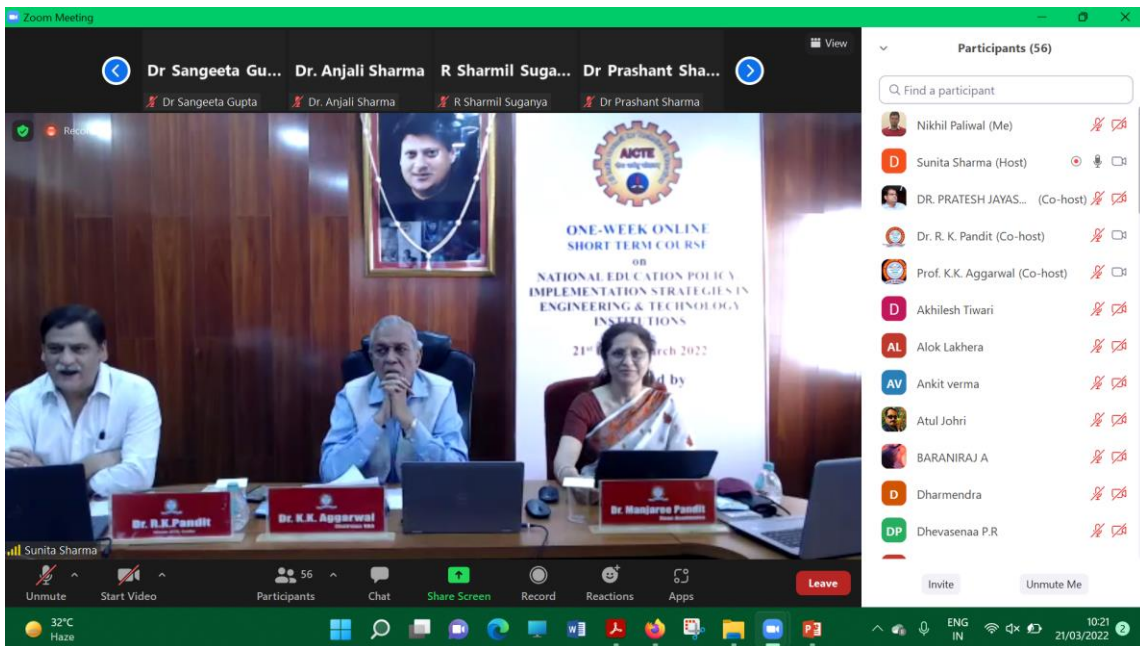 Zoom Meeting
View
Dr Sangeeta Gu...
Dr. Anjali Sharma
R Sharmil Suga...
Dr Prashant Sha...
Dr Sangeeta Gupta
Dr. Anjali Sharma
R Sharmil Suganya
Dr Prashant Sharma
AICTE
ONE-WEEK ONLINE
SHORT TERM COURSE
on
NATIONAL EDUCATION POLICY
IMPLEMENTATION STRATEGIES IN
ENGINEERING & TECHNOLOGY
INSTITUTIONS
21st
rch 2022
d by
Dr. R.K.Pandit
Dr. K.K. Aggarwal
Dr. Manjaree Pandit
Sunita Sharma
Unmute
Start Video
56
Participants
Chat
Share Screen
Record
Reactions
Apps
Leave
Participants (56)
Find a participant
Nikhil Paliwal (Me)
D
Sunita Sharma (Host)
DR. PRATESH JAYAS... (Co-host)
Dr. R. K. Pandit (Co-host)
Prof. K.K. Aggarwal (Co-host)
D
Akhilesh Tiwari
AL
Alok Lakhera
AV
Ankit verma
Atul Johri
BARANIRAJ A
D
Dharmendra
DP
Dhevasenaa P.R
Invite
Unmute Me
32°C
Haze
ENG
IN
10:21
21/03/2022
2